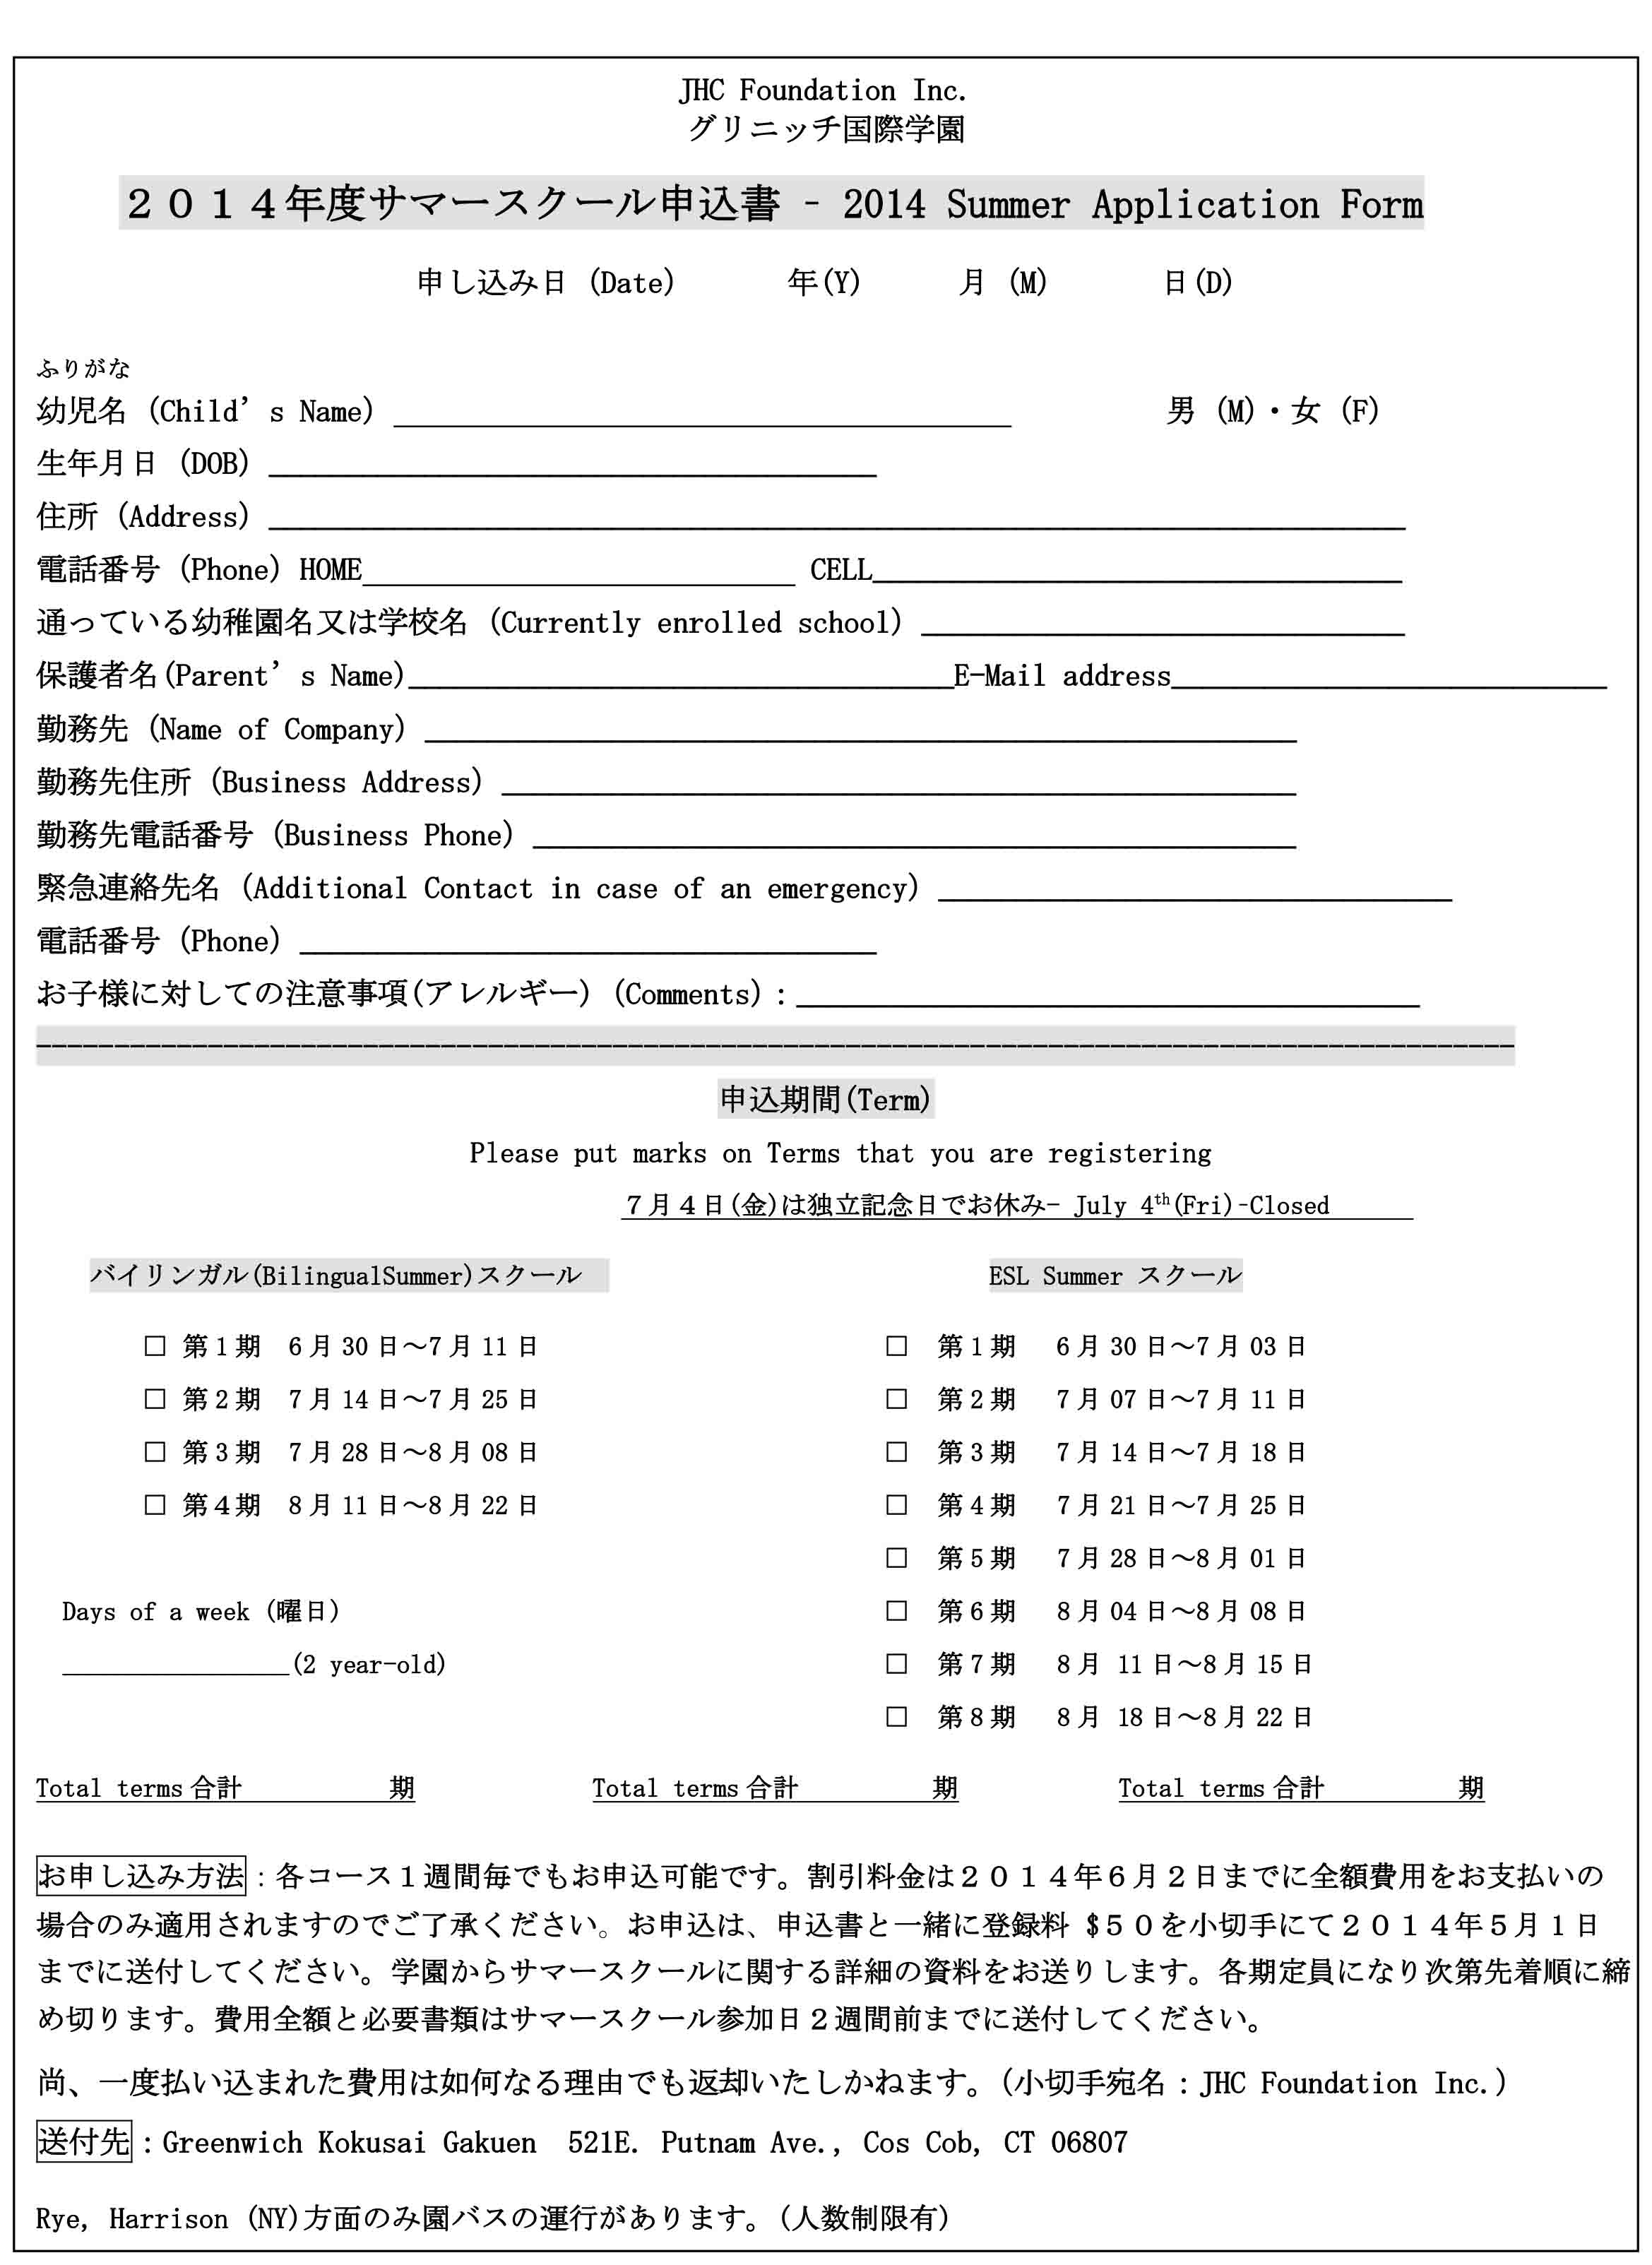 JHC Foundation Inc.
グリニッチ国際学園
２０１４年度サマースクール申込書 – 2014 Summer Application Form
申し込み日 (Date) 年(Y) 月 (M) 日(D)
ふりがな
幼児名 (Child’s Name) ________________ 男 (M)・女 (F)
生年月日 (DOB) ________________
住所 (Address) ________________
電話番号 (Phone) HOME________________ CELL________________
通っている幼稚園名又は学校名 (Currently enrolled school) ________________
保護者名(Parent’s Name)________________E-Mail address________________
勤務先 (Name of Company) ________________
勤務先住所 (Business Address) ________________
勤務先電話番号 (Business Phone) ________________
緊急連絡先名 (Additional Contact in case of an emergency) ________________
電話番号 (Phone) ________________
お子様に対しての注意事項(アレルギー) (Comments)：________________
申込期間(Term)
Please put marks on Terms that you are registering
７月４日(金)は独立記念日でお休み- July 4th(Fri)–Closed
バイリンガル(BilingualSummer)スクール
□ 第１期 6月30日～7月11日
□ 第２期 7月14日～7月25日
□ 第３期 7月28日～8月08日
□ 第４期 8月11日～8月22日
Days of a week (曜日)
________________(2 year-old)
ESL Summer スクール
□ 第１期 6月30日～7月03日
□ 第２期 7月07日～7月11日
□ 第３期 7月14日～7月18日
□ 第４期 7月21日～7月25日
□ 第５期 7月28日～8月01日
□ 第６期 8月04日～8月08日
□ 第７期 8月 11日～8月15日
□ 第８期 8月 18日～8月22日
Total terms合計 期 Total terms合計 期 Total terms合計 期
お申し込み方法：各コース１週間毎でもお申込可能です。割引料金は２０１４年６月２日までに全額費用をお支払いの
場合のみ適用されますのでご了承ください。お申込は、申込書と一緒に登録料 $５０を小切手にて２０１４年５月１日
までに送付してください。学園からサマースクールに関する詳細の資料をお送りします。各期定員になり次第先着順に締
め切ります。費用全額と必要書類はサマースクール参加日２週間前までに送付してください。
尚、一度払い込まれた費用は如何なる理由でも返却いたしかねます。(小切手宛名：JHC Foundation Inc.)
送付先：Greenwich Kokusai Gakuen 521E. Putnam Ave., Cos Cob, CT 06807
Rye, Harrison (NY)方面のみ園バスの運行があります。(人数制限有)